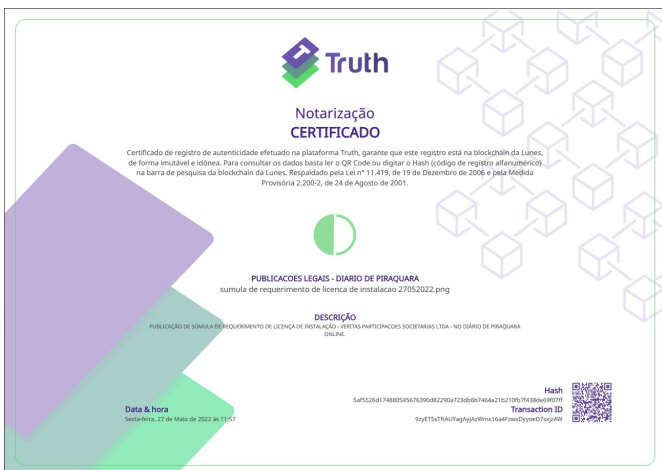 Truth
Notarização
CERTIFICADO
Certificado de registro de autenticidade efetuado na plataforma Truth, garante que este registro está na blockchain da Lunes,
de forma imutável e idônea. Para consultar os dados basta ler o QR Code ou digitar o Hash (código de registro alfanumérico)
na barra de pesquisa da blockchain da Lunes. Respaldado pela Lei n° 11.419, de 19 de Dezembro de 2006 e pela Medida
Provisória 2.200-2, de 24 de Agosto de 2001.
PUBLICACOES LEGAIS - DIARIO DE PIRAQUARA
sumula de requerimento de licenca de instalacao 27052022.png
DESCRIÇÃO
PUBLICAÇÃO DE SÚMULA DE REQUERIMENTO DE LICENÇA DE INSTALAÇÃO - VERITAS PARTICIPACOES SOCIETARIAS LTDA - NO DIÁRIO DE PIRAQUARA
ONLINE.
Hash
Transaction ID
Data & hora
Sexta-feira, 27 de Maio de 2022 às 11:57